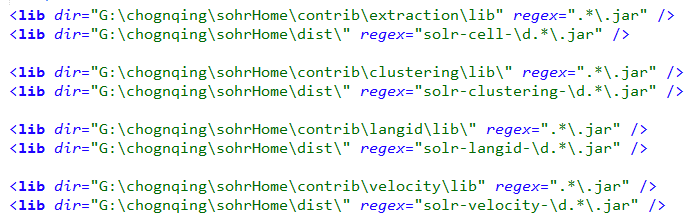 <lib dir="G:\chognqing\sohrHome\contrib\extraction\lib" regex=".*\.jar" />
<lib dir="G:\chognqing\sohrHome\dist\" regex="solr-cell-\d.*\.jar" />
<lib dir="G:\chognqing\sohrHome\contrib\clustering\lib\" regex=".*\.jar" />
<lib dir="G:\chognqing\sohrHome\dist\" regex="solr-clustering-\d.*\.jar" />
<lib dir="G:\chognqing\sohrHome\contrib\langid\lib\" regex=".*\.jar" />
<lib dir="G:\chognqing\sohrHome\dist\" regex="solr-langid-\d.*\.jar" />
<lib dir="G:\chognqing\sohrHome\contrib\velocity\lib" regex=".*\.jar" />
<lib dir="G:\chognqing\sohrHome\dist\" regex="solr-velocity-\d.*\.jar" />